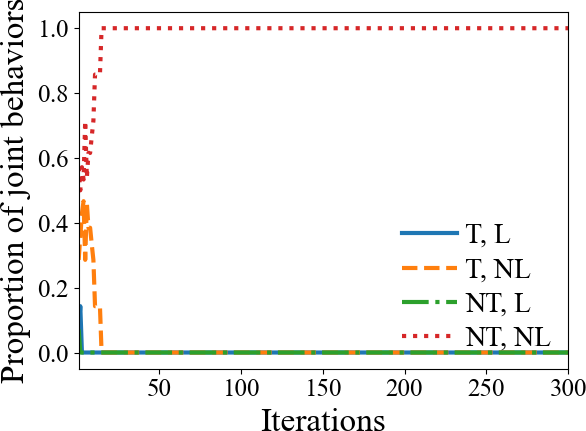 Proportion of joint behaviors
1.0
0.8
0.6
0.4
0.2
0.0
T, L
T, NL
NT, L
NT, NL
50 100 150 200 250 300
Iterations